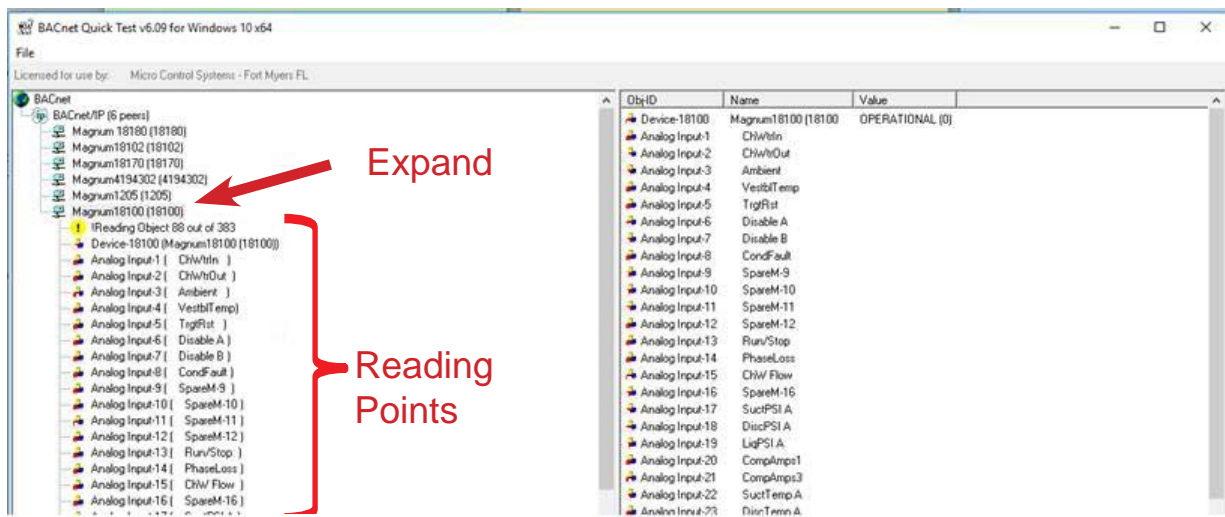 BACnet Quick Test v6.09 for Windows 10 x64
File
Licensed for use by: Micro Control Systems - Fort Myers FL
BACnet
BACnet/IP (6 peers)
Magnum 18180 (18180)
Magnum18102 (18102)
Magnum18170 (18170)
Magnum4194302 (4194302)
Magnum1205 (1205)
Magnum18100 (18100)
!Reading Object 88 out of 383
Device-18100 (Magnum18100 (18100))
Analog Input-1 ( ChWtrIn )
Analog Input-2 ( ChWtrOut )
Analog Input-3 ( Ambient )
Analog Input-4 ( VestblTemp)
Analog Input-5 ( TrgtRst )
Analog Input-6 ( Disable A )
Analog Input-7 ( Disable B )
Analog Input-8 ( CondFault )
Analog Input-9 ( SpareM-9 )
Analog Input-10 ( SpareM-10 )
Analog Input-11 ( SpareM-11 )
Analog Input-12 ( SpareM-12 )
Analog Input-13 ( Run/Stop )
Analog Input-14 ( PhaseLoss )
Analog Input-15 ( ChW Flow )
Analog Input-16 ( SpareM-16 )
Expand
Reading
Points
Obj-ID Name Value
Device-18100 Magnum18100 (18100 OPERATIONAL (0)
Analog Input-1 ChWtrIn
Analog Input-2 ChWtrOut
Analog Input-3 Ambient
Analog Input-4 VestblTemp
Analog Input-5 TrgtRst
Analog Input-6 Disable A
Analog Input-7 Disable B
Analog Input-8 CondFault
Analog Input-9 SpareM-9
Analog Input-10 SpareM-10
Analog Input-11 SpareM-11
Analog Input-12 SpareM-12
Analog Input-13 Run/Stop
Analog Input-14 PhaseLoss
Analog Input-15 ChW Flow
Analog Input-16 SpareM-16
Analog Input-17 SuctPSI A
Analog Input-18 DiscPSI A
Analog Input-19 LiqPSI A
Analog Input-20 CompAmps1
Analog Input-21 CompAmps3
Analog Input-22 SuctTemp A
Analog Input-23 DiscTemp A